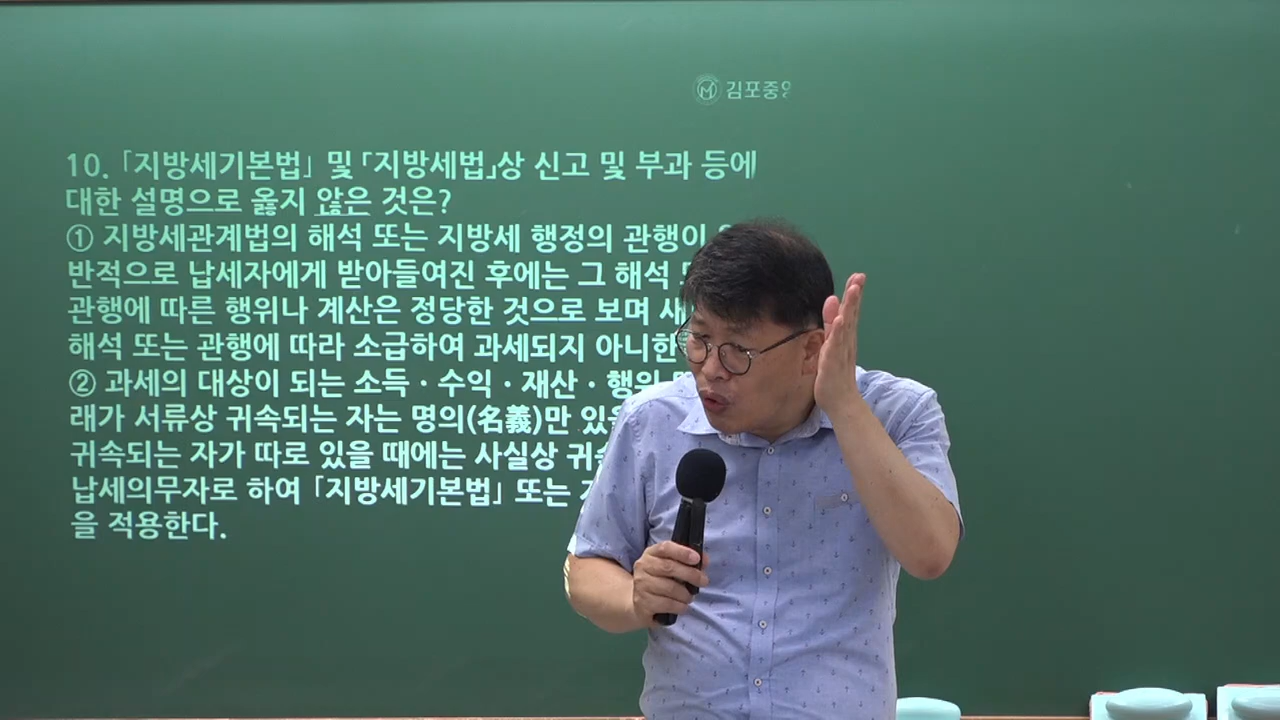 김포중
10. 「지방세기본법」 및 「지방세법」상 신고 및 부과 등에
대한 설명으로 옳지 않은 것은?
① 지방세관계법의 해석 또는 지방세 행정의 관행이
반적으로 납세자에게 받아들여진 후에는 그 해석
관행에 따른 행위나 계산은 정당한 것으로 보며
해석 또는 관행에 따라 소급하여 과세되지 아니한
② 과세의 대상이 되는 소득·수익·재산·행위
래가 서류상 귀속되는 자는 명의(名義)만
귀속되는 자가 따로 있을 때에는 사실상
납세의무자로 하여 「지방세기본법」 또는
을 적용한다.